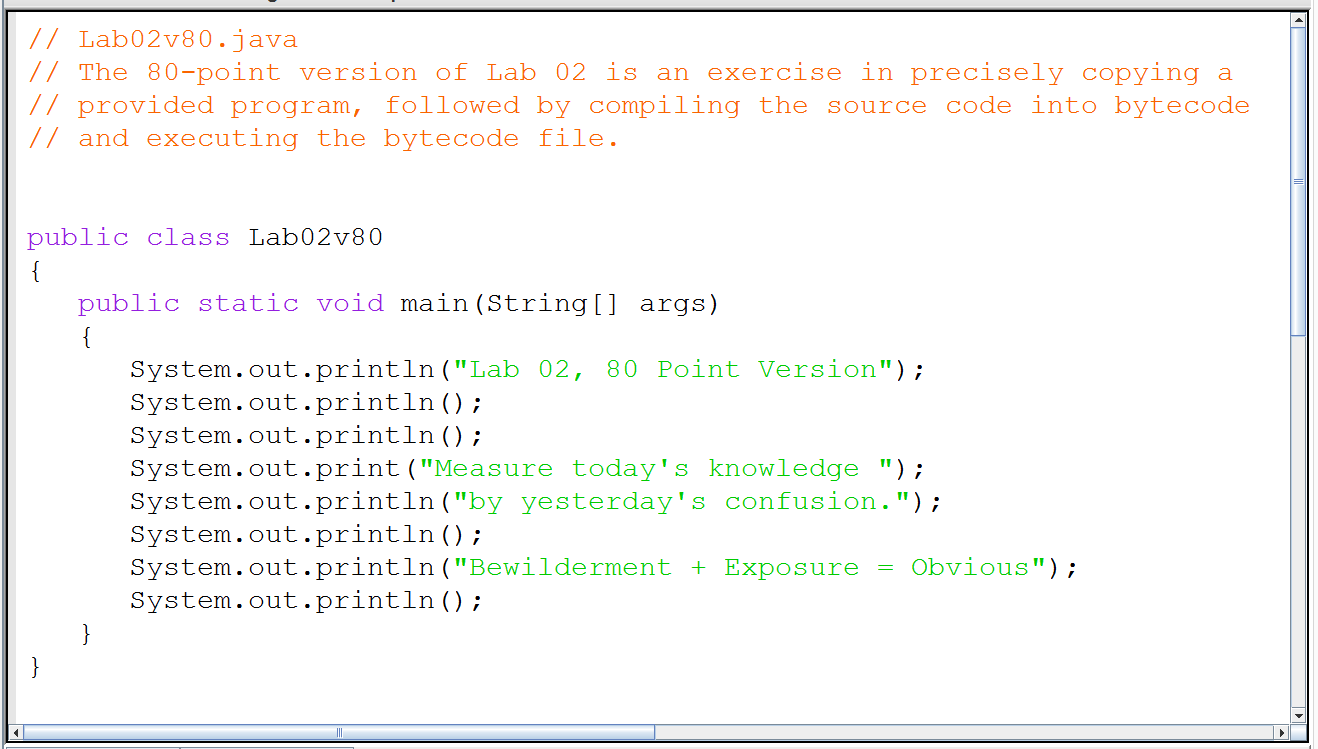 // Lab02v80.java
// The 80-point version of Lab 02 is an exercise in precisely copying a
// provided program, followed by compiling the source code into bytecode
// and executing the bytecode file.
public class Lab02v80
{
   public static void main(String[] args)
   {
      System.out.println("Lab 02, 80 Point Version");
      System.out.println();
      System.out.println();
      System.out.print("Measure today's knowledge ");
      System.out.println("by yesterday's confusion.");
      System.out.println();
      System.out.println("Bewilderment + Exposure = Obvious");
      System.out.println();
   }
}